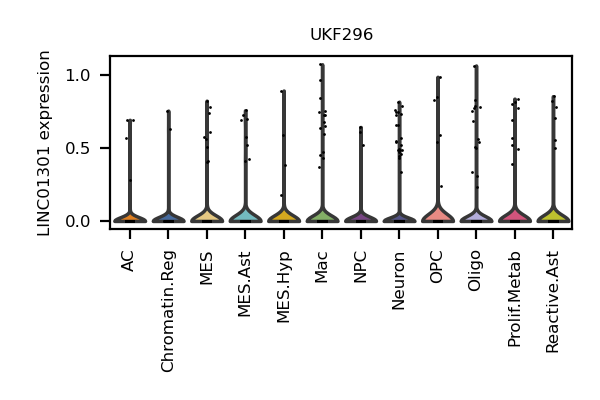 UKF296
LINC01301 expression
1.0
0.5
0.0
AC
Chromatin.Reg
MES
MES.Ast
MES.Hyp
Mac
NPC
Neuron
OPC
Oligo
Prolif.Metab
Reactive.Ast